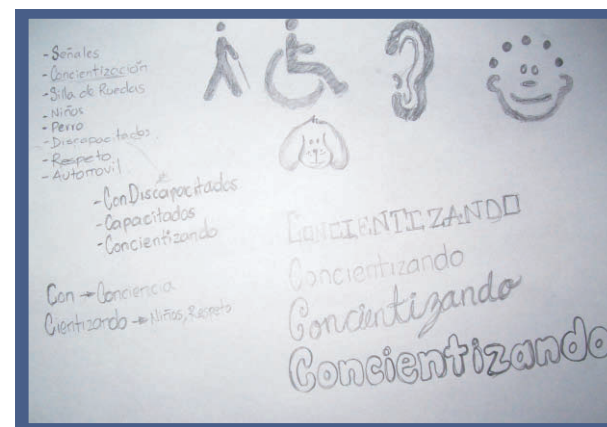 - Señales
- Concientización
- Silla de Ruedas
- Niños
- Perro
- Discapacitados
- Respeto
- Automovil
- ConDiscapacitados
- Capacitados
- Concientizando
Con → Conciencia
Cientizando → Niños, Respeto
CONCIENTIZANDO
Concientizando
Concientizando
Concientizando